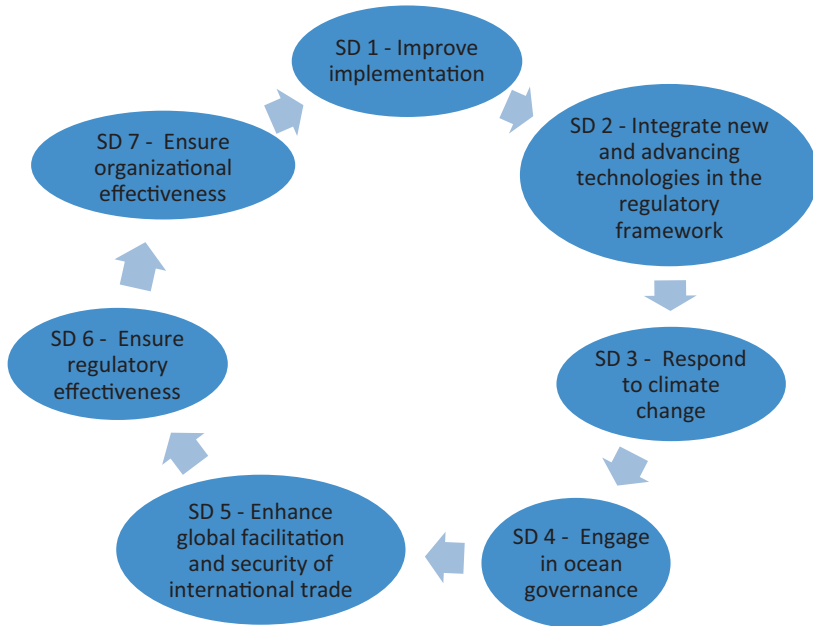 SD 1 - Improve
implementation
SD 2 - Integrate new
and advancing
technologies in the
regulatory
framework
SD 3 - Respond
to climate
change
SD 4 - Engage
in ocean
governance
SD 5 - Enhance
global facilitation
and security of
international trade
SD 6 - Ensure
regulatory
effectiveness
SD 7 - Ensure
organizational
effectiveness